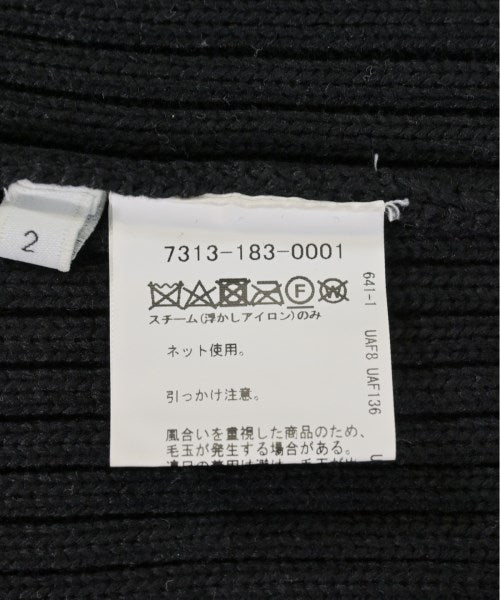 2
7313-183-0001
F W
スチーム(浮かしアイロン)のみ
ネット使用。
引っかけ注意。
風合いを重視した商品のため、
毛玉が発生する場合がある。
641-1 UAF8 UAF136